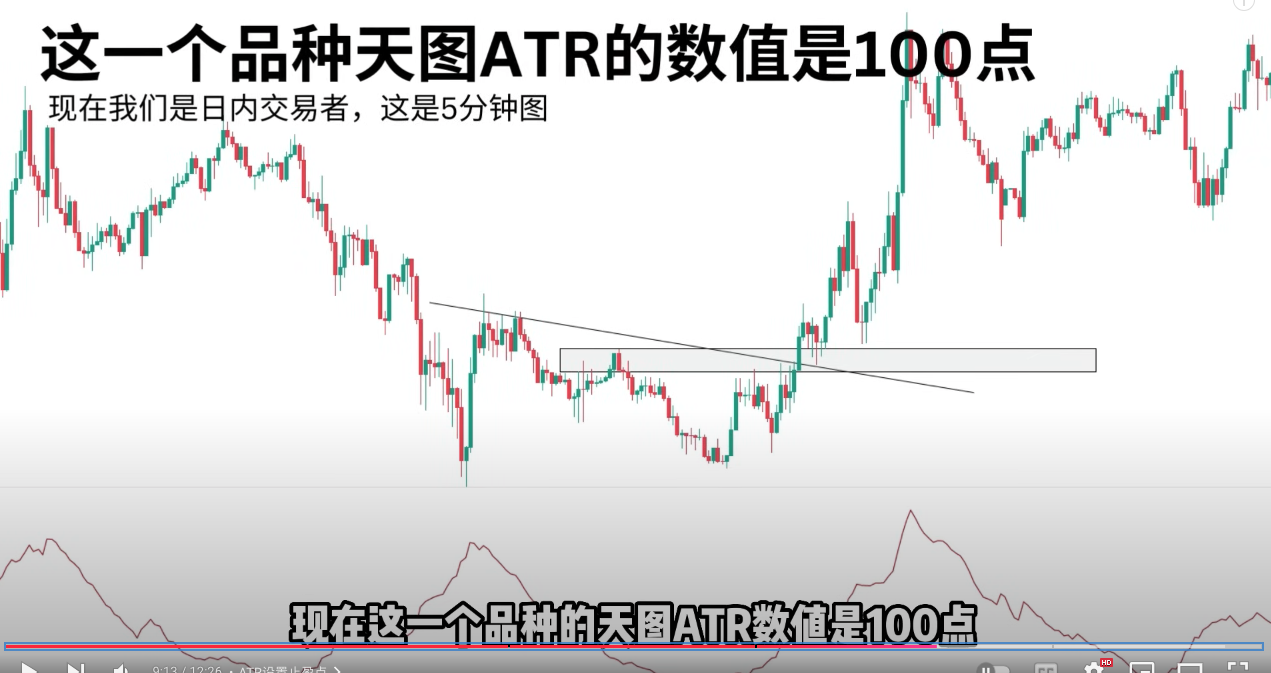 这一个品种天图ATR的数值是100点
现在我们是日内交易者，这是5分钟图
现在这一个品种的天图ATR数值是100点
9:13 / 12:26 • ATR设置止盈点
HD